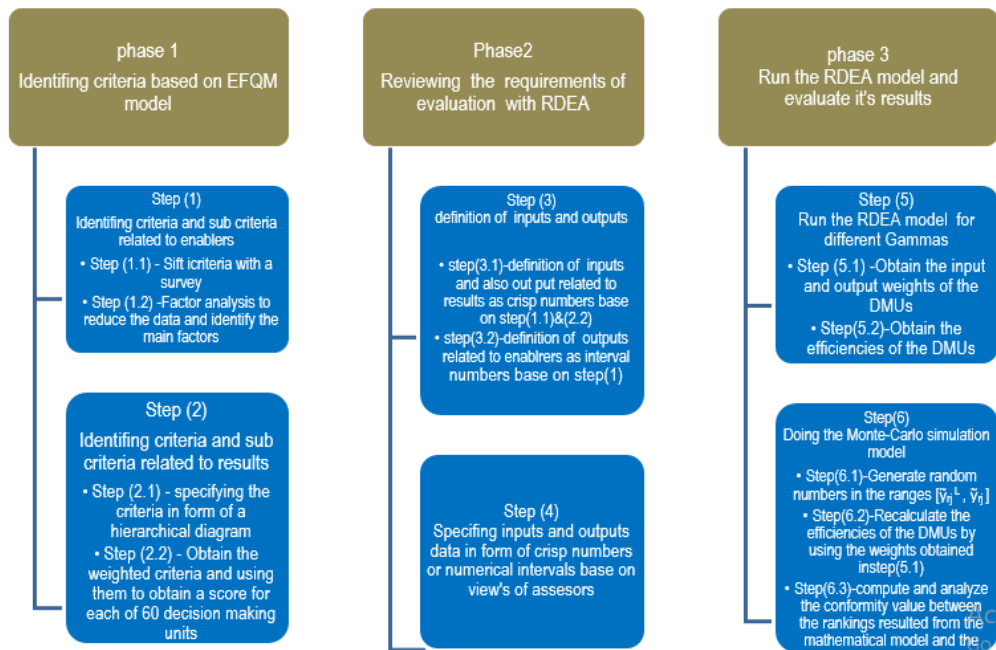 phase 1
Identifing criteria based on EFQM
model
Step (1)
Identifing criteria and sub criteria
related to enablers
• Step (1.1) - Sift icriteria with a
survey
• Step (1.2) -Factor analysis to
reduce the data and identify the
main factors
Step (2)
Identifing criteria and sub
criteria related to results
• Step (2.1) - specifying the
criteria in form of a
hierarchical diagram
• Step (2.2) - Obtain the
weighted criteria and using
them to obtain a score for
each of 60 decision making
units
Phase2
Reviewing the requirements of
evaluation with RDEA
Step (3)
definition of inputs and outputs
• step(3.1)-definition of inputs
and also out put related to
results as crisp numbers base
on step(1.1)&(2.2)
• step(3.2)-definition of outputs
related to enablrers as interval
numbers base on step(1)
Step (4)
Specifing inputs and outputs
data in form of crisp numbers
or numerical intervals base on
view's of assesors
phase 3
Run the RDEA model and
evaluate it's results
Step (5)
Run the RDEA model for
different Gammas
• Step (5.1) -Obtain the input
and output weights of the
DMUs
• Step(5.2)-Obtain the
efficiencies of the DMUs
Step(6)
Doing the Monte-Carlo simulation
model
• Step(6.1)-Generate random
numbers in the ranges [ỹrjᴸ , ỹrj ]
• Step(6.2)-Recalculate the
efficiencies of the DMUs by
using the weights obtained
instep(5.1)
• Step(6.3)-compute and analyze
the conformity value between
the rankings resulted from the
mathematical model and the